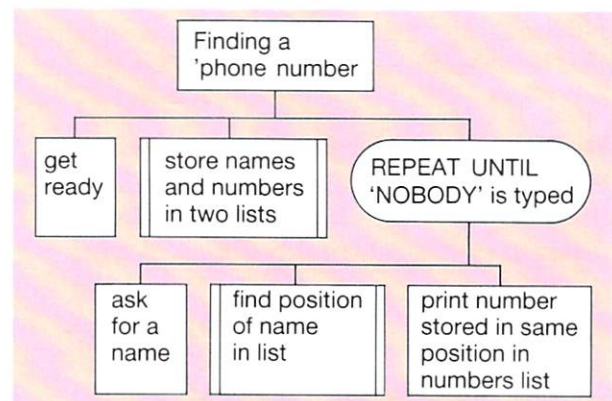 Finding a
'phone number
get
ready
store names
and numbers
in two lists
REPEAT UNTIL
'NOBODY' is typed
ask
for a
name
find position
of name
in list
print number
stored in same
position in
numbers list